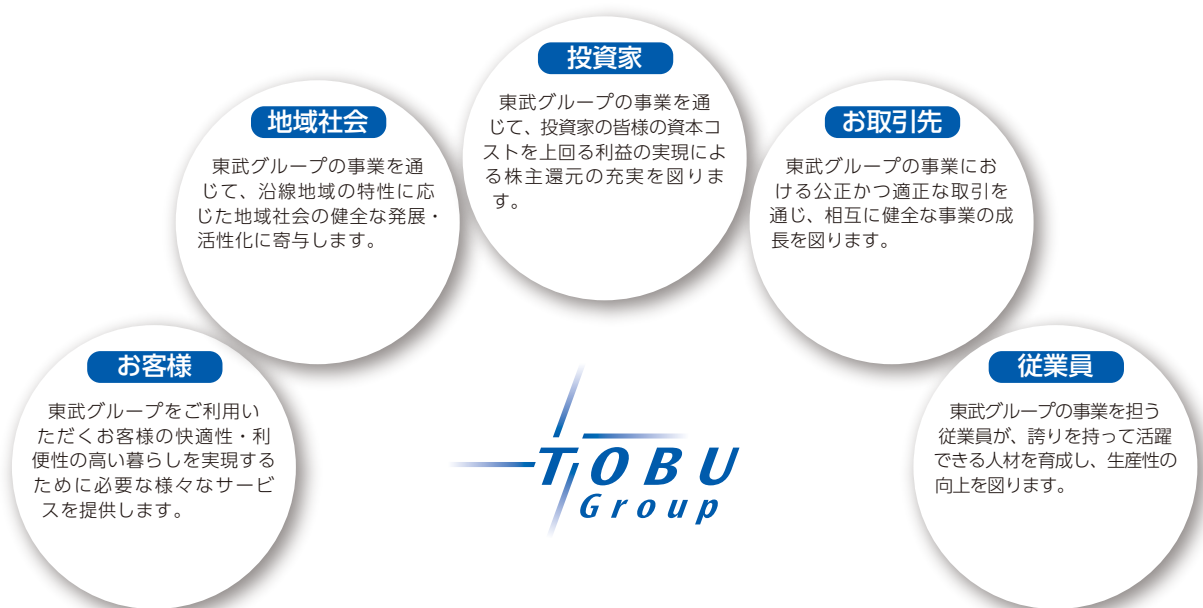 お客様
東武グループをご利用い
ただくお客様の快適性・利
便性の高い暮らしを実現する
ために必要な様々なサービ
スを提供します。
地域社会
東武グループの事業を通
じて、沿線地域の特性に応
じた地域社会の健全な発展・
活性化に寄与します。
投資家
東武グループの事業を通
じて、投資家の皆様の資本コ
ストを上回る利益の実現によ
る株主還元の充実を図りま
す。
お取引先
東武グループの事業にお
ける公正かつ適正な取引を
通じ、相互に健全な事業の成
長を図ります。
従業員
東武グループの事業を担う
従業員が、誇りを持って活躍
できる人材を育成し、生産性の
向上を図ります。
TOBU
Group